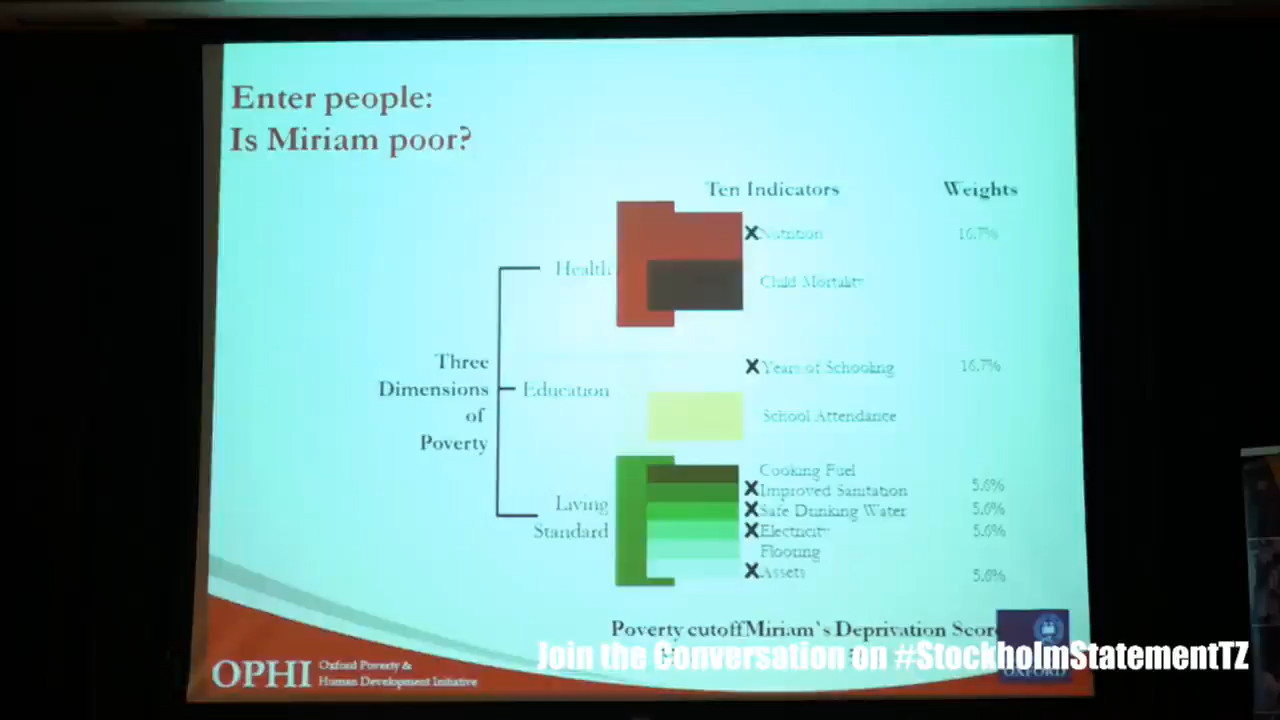 Enter people:
Is Miriam poor?
Ten Indicators
Weights
X Nutrition
16.7%
Health
Child Mortality
Three
Dimensions
of
Poverty
X Years of Schooling
16.7%
Education
School Attendance
Living
Standard
Cooking Fuel
X Improved Sanitation
5.6%
X Safe Drinking Water
5.6%
X Electricity
5.6%
Flooring
X Assets
5.6%
Poverty cutoff Miriam's Deprivation Score
Join the Conversation on #StockholmStatementTZ
OPHI
Oxford Poverty &
Human Development Initiative
OXFORD